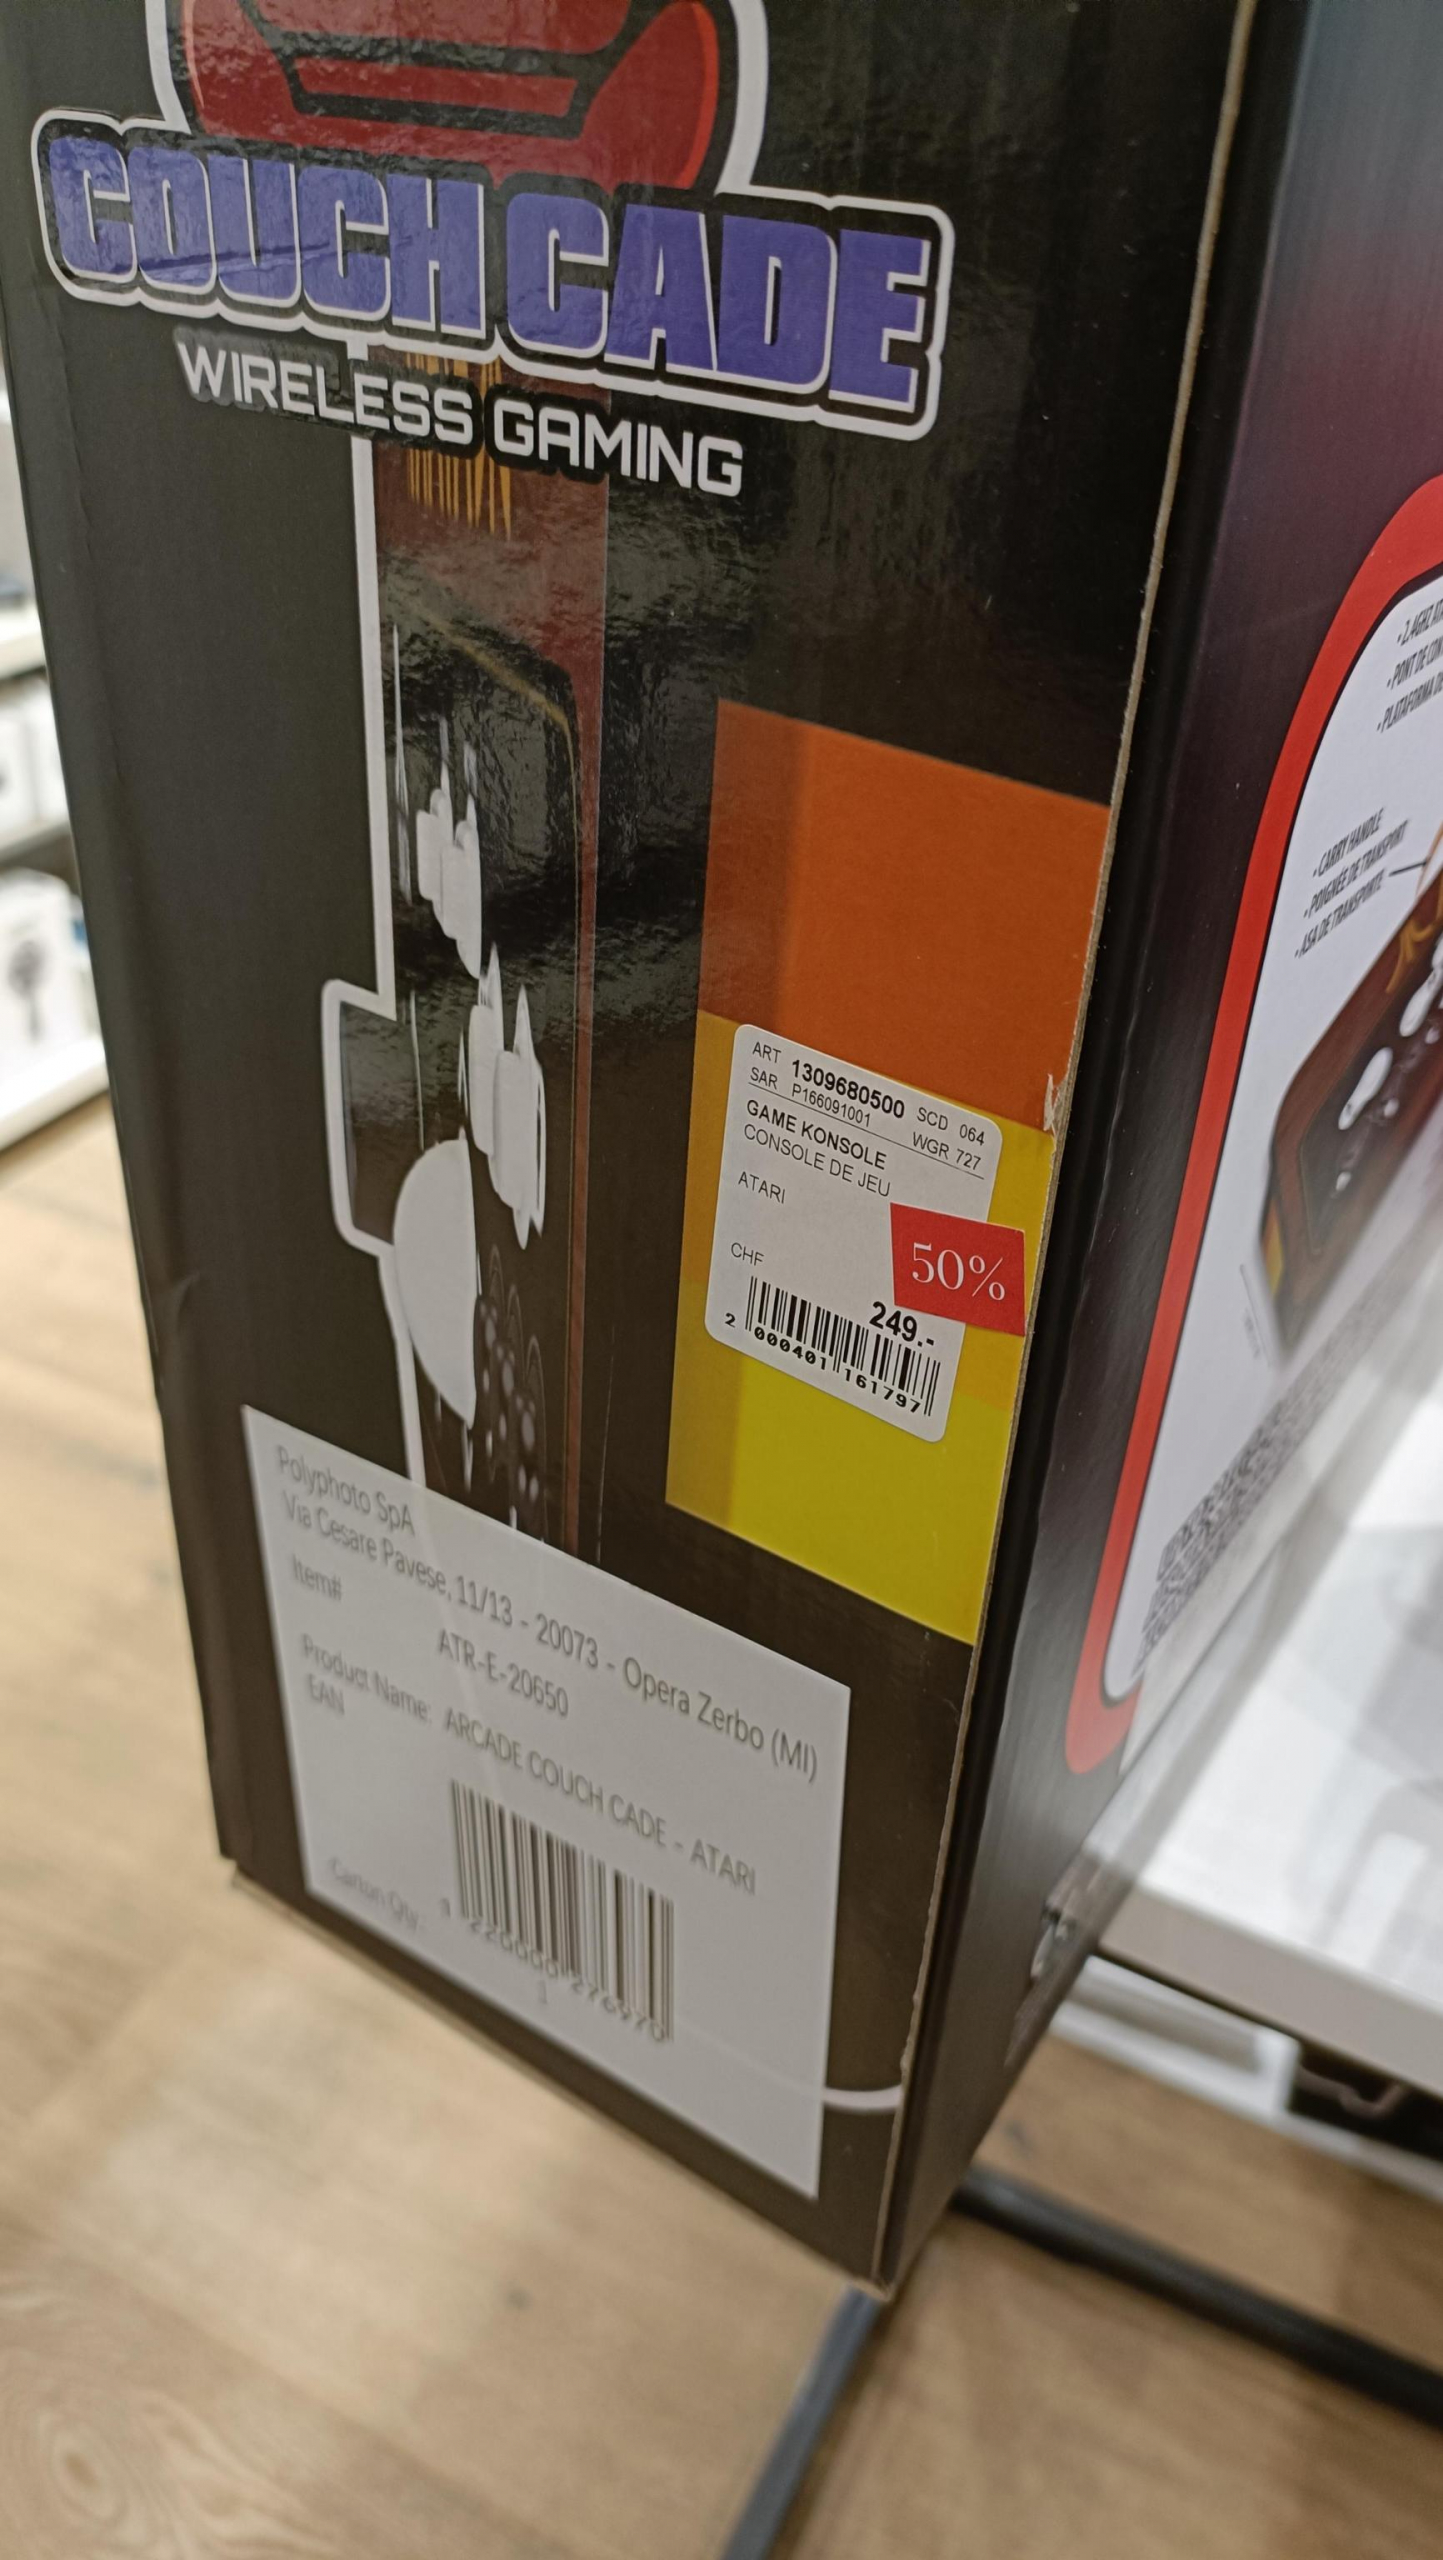 COUCH CADE
WIRELESS GAMING
- CARRY HANDLE
- POIGNÉE DE TRANSPORT
- ASA DE TRANSPORTE
ART 1309680500 SCD 064
SAR P166091001 WGR 727
GAME KONSOLE
CONSOLE DE JEU
ATARI
50%
CHF
249.-
2 000401 161797
Polyphoto SpA
Via Cesare Pavese, 11/13 - 20073 - Opera Zerbo (MI)
Item#
ATR-E-20650
Product Name: ARCADE COUCH CADE - ATARI
EAN
Carton Qty:
1